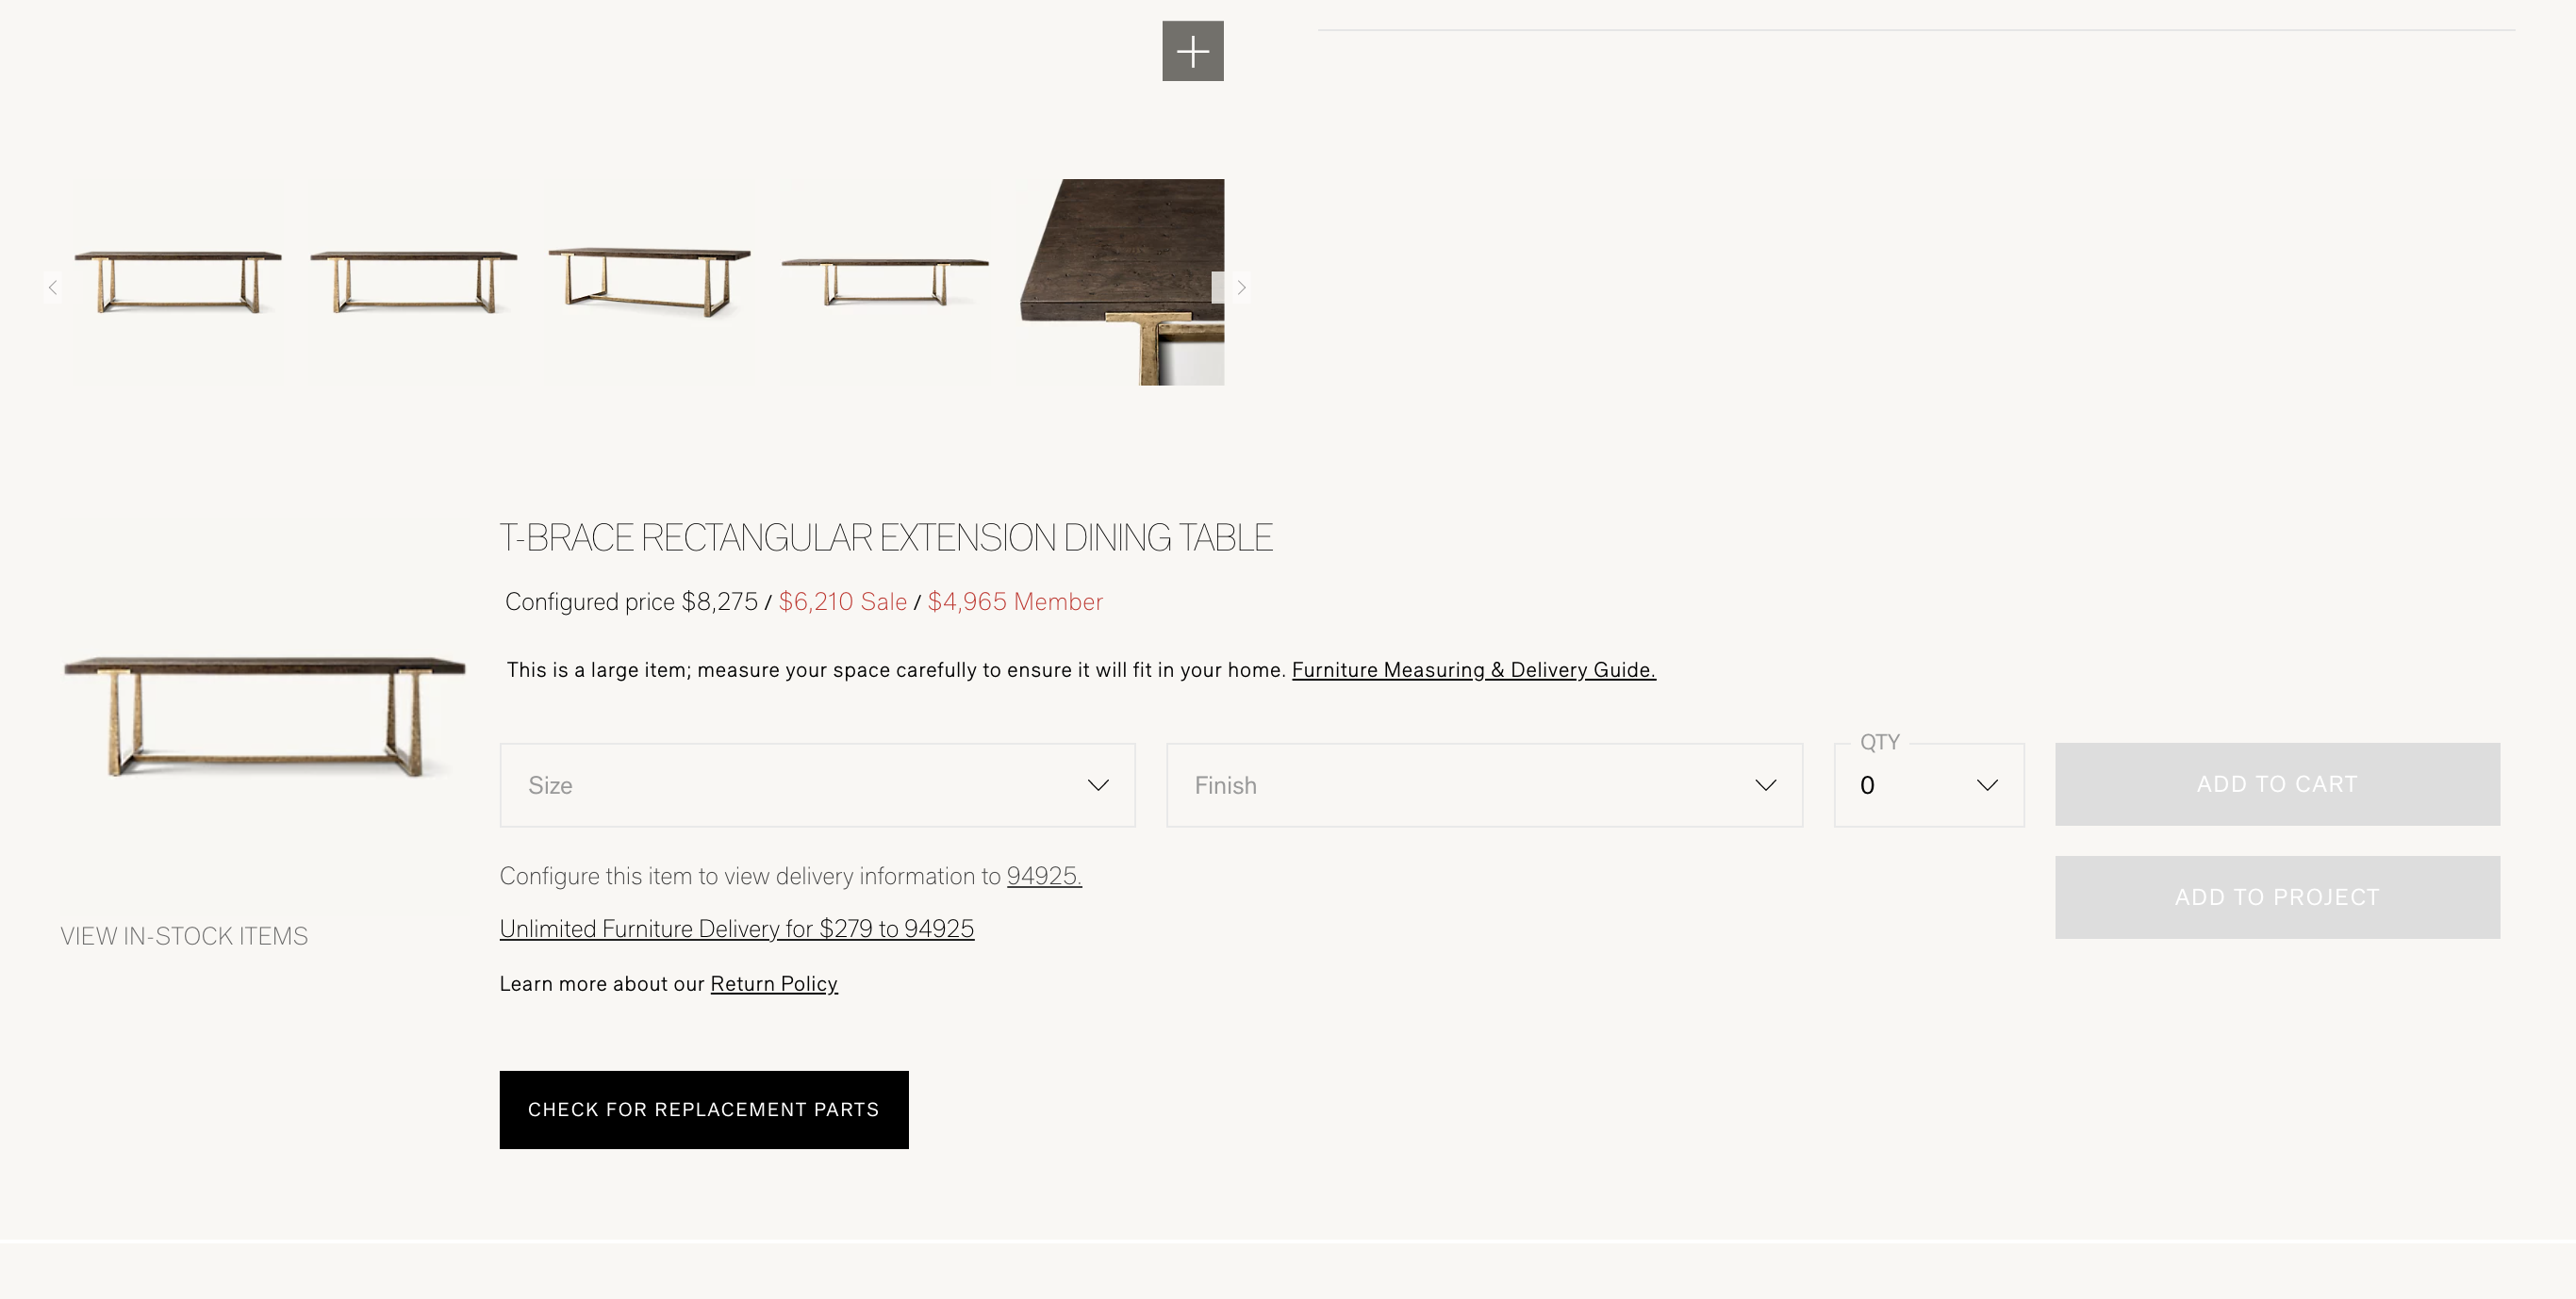 T-BRACE RECTANGULAR EXTENSION DINING TABLE
Configured price $8,275 / $6,210 Sale / $4,965 Member
This is a large item; measure your space carefully to ensure it will fit in your home. Furniture Measuring & Delivery Guide.
QTY
Size
Finish
0
ADD TO CART
Configure this item to view delivery information to 94925.
ADD TO PROJECT
Unlimited Furniture Delivery for $279 to 94925
VIEW IN-STOCK ITEMS
Learn more about our Return Policy
CHECK FOR REPLACEMENT PARTS